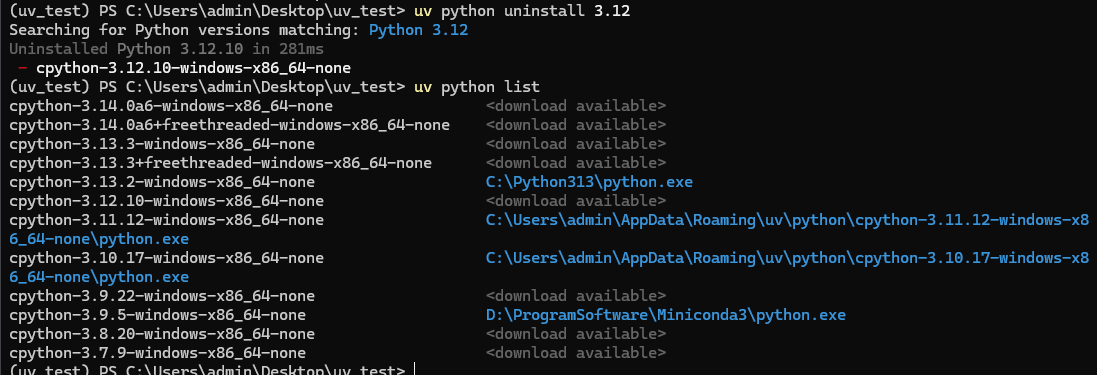 (uv_test) PS C:\Users\admin\Desktop\uv_test> uv python uninstall 3.12
Searching for Python versions matching: Python 3.12
Uninstalled Python 3.12.10 in 281ms
- cpython-3.12.10-windows-x86_64-none
(uv_test) PS C:\Users\admin\Desktop\uv_test> uv python list
cpython-3.14.0a6-windows-x86_64-none <download available>
cpython-3.14.0a6+freethreaded-windows-x86_64-none <download available>
cpython-3.13.3-windows-x86_64-none <download available>
cpython-3.13.3+freethreaded-windows-x86_64-none <download available>
cpython-3.13.2-windows-x86_64-none C:\Python313\python.exe
cpython-3.12.10-windows-x86_64-none <download available>
cpython-3.11.12-windows-x86_64-none C:\Users\admin\AppData\Roaming\uv\python\cpython-3.11.12-windows-x8
6_64-none\python.exe
cpython-3.10.17-windows-x86_64-none C:\Users\admin\AppData\Roaming\uv\python\cpython-3.10.17-windows-x8
6_64-none\python.exe
cpython-3.9.22-windows-x86_64-none <download available>
cpython-3.9.5-windows-x86_64-none D:\ProgramSoftware\Miniconda3\python.exe
cpython-3.8.20-windows-x86_64-none <download available>
cpython-3.7.9-windows-x86_64-none <download available>
(uv_test) PS C:\Users\admin\Desktop\uv_test>